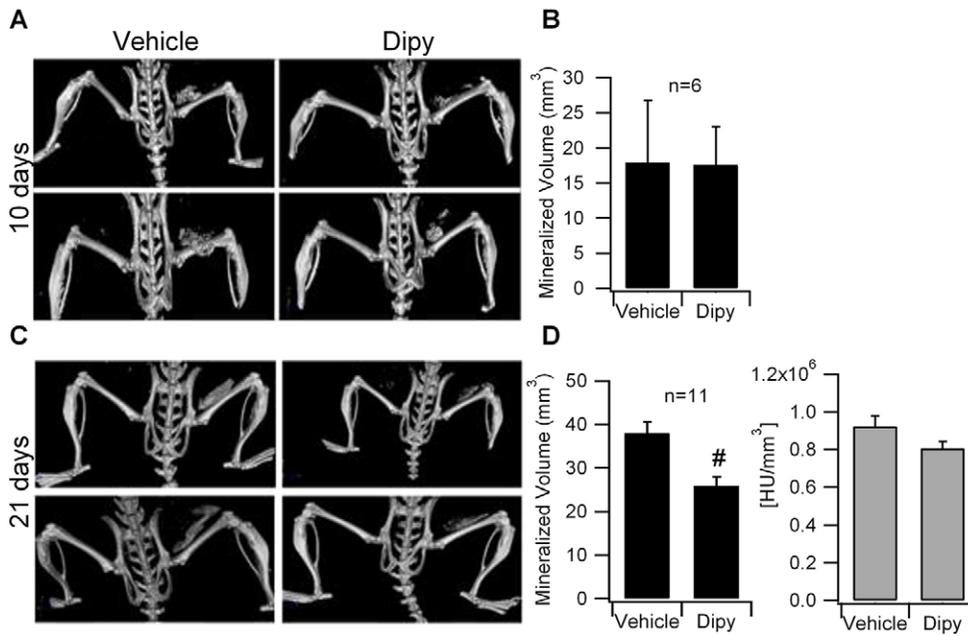 A
B
Vehicle
Dipy
10 days
Mineralized Volume (mm³)
30
25
20
15
10
5
0
n=6
Vehicle
Dipy
C
D
21 days
Mineralized Volume (mm³)
50
40
30
20
10
0
n=11
#
Vehicle
Dipy
[HU/mm³]
1.2x10⁶
1.0
0.8
0.6
0.4
0.2
0.0
Vehicle
Dipy